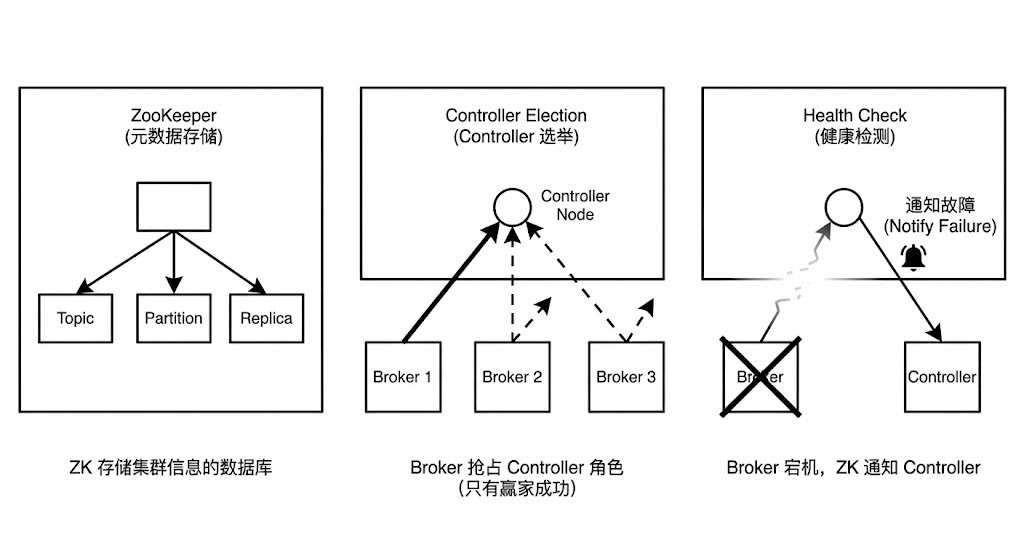 ZooKeeper
(元数据存储)
Topic
Partition
Replica
ZK 存储集群信息的数据库
Controller Election
(Controller 选举)
Controller
Node
Broker 1
Broker 2
Broker 3
Broker 抢占 Controller 角色
(只有赢家成功)
Health Check
(健康检测)
通知故障
(Notify Failure)
Broker
Controller
Broker 宕机，ZK 通知 Controller